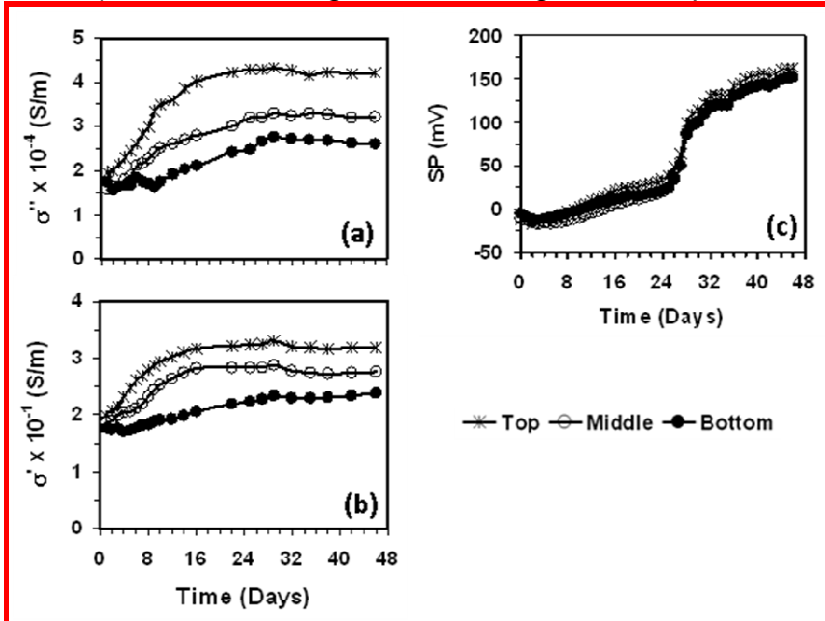 5
4
3
2
1
0
σ'' x 10⁻⁴ (S/m)
(a)
4
3
2
1
0
σ' x 10⁻¹ (S/m)
(b)
0 8 16 24 32 40 48
Time (Days)
200
150
100
50
0
-50
SP (mV)
(c)
0 8 16 24 32 40 48
Time (Days)
Top Middle Bottom